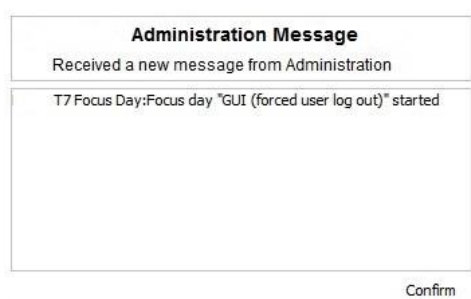 Administration Message
Received a new message from Administration
T7 Focus Day:Focus day "GUI (forced user log out)" started
Confirm